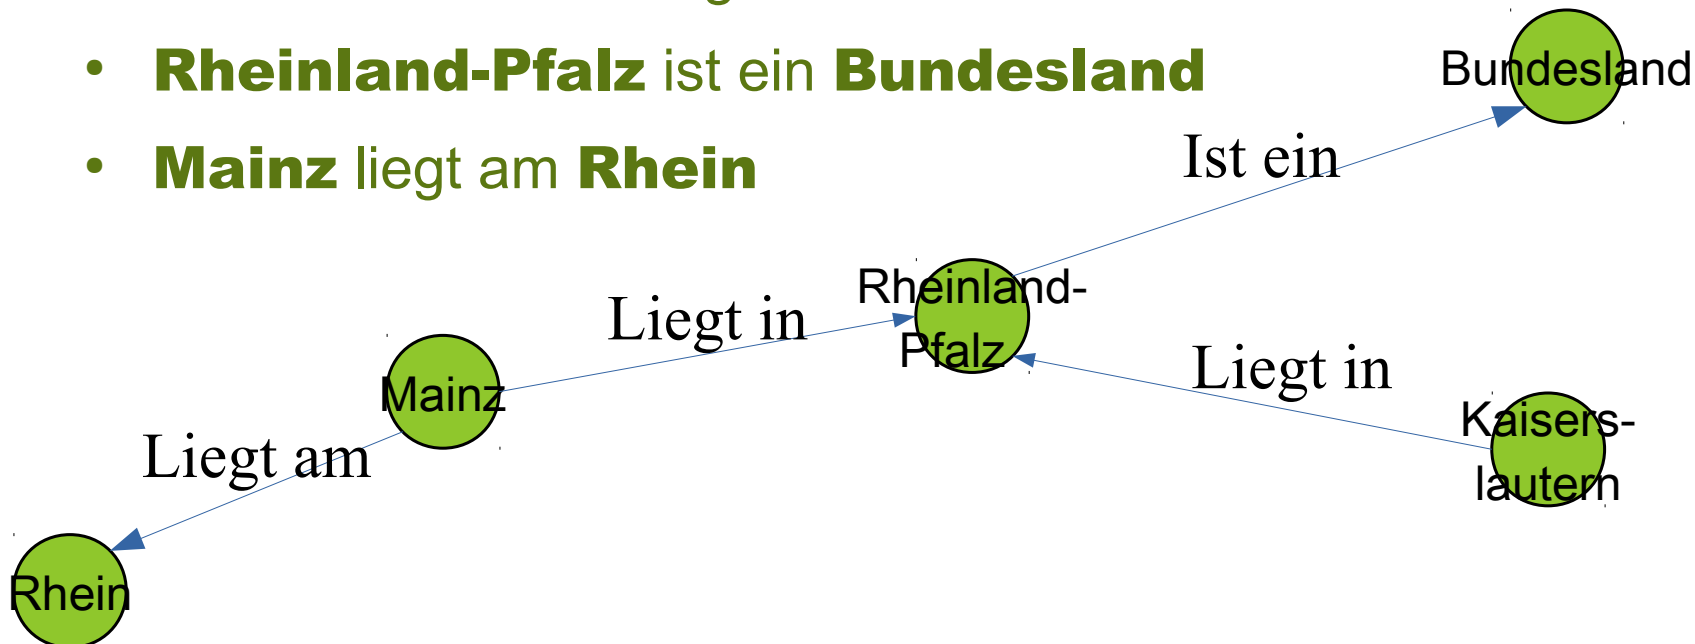 • Rheinland-Pfalz ist ein Bundesland
• Mainz liegt am Rhein
Bundesland
Ist ein
Rheinland-
Pfalz
Liegt in
Liegt in
Mainz
Kaisers-
lautern
Liegt am
Rhein